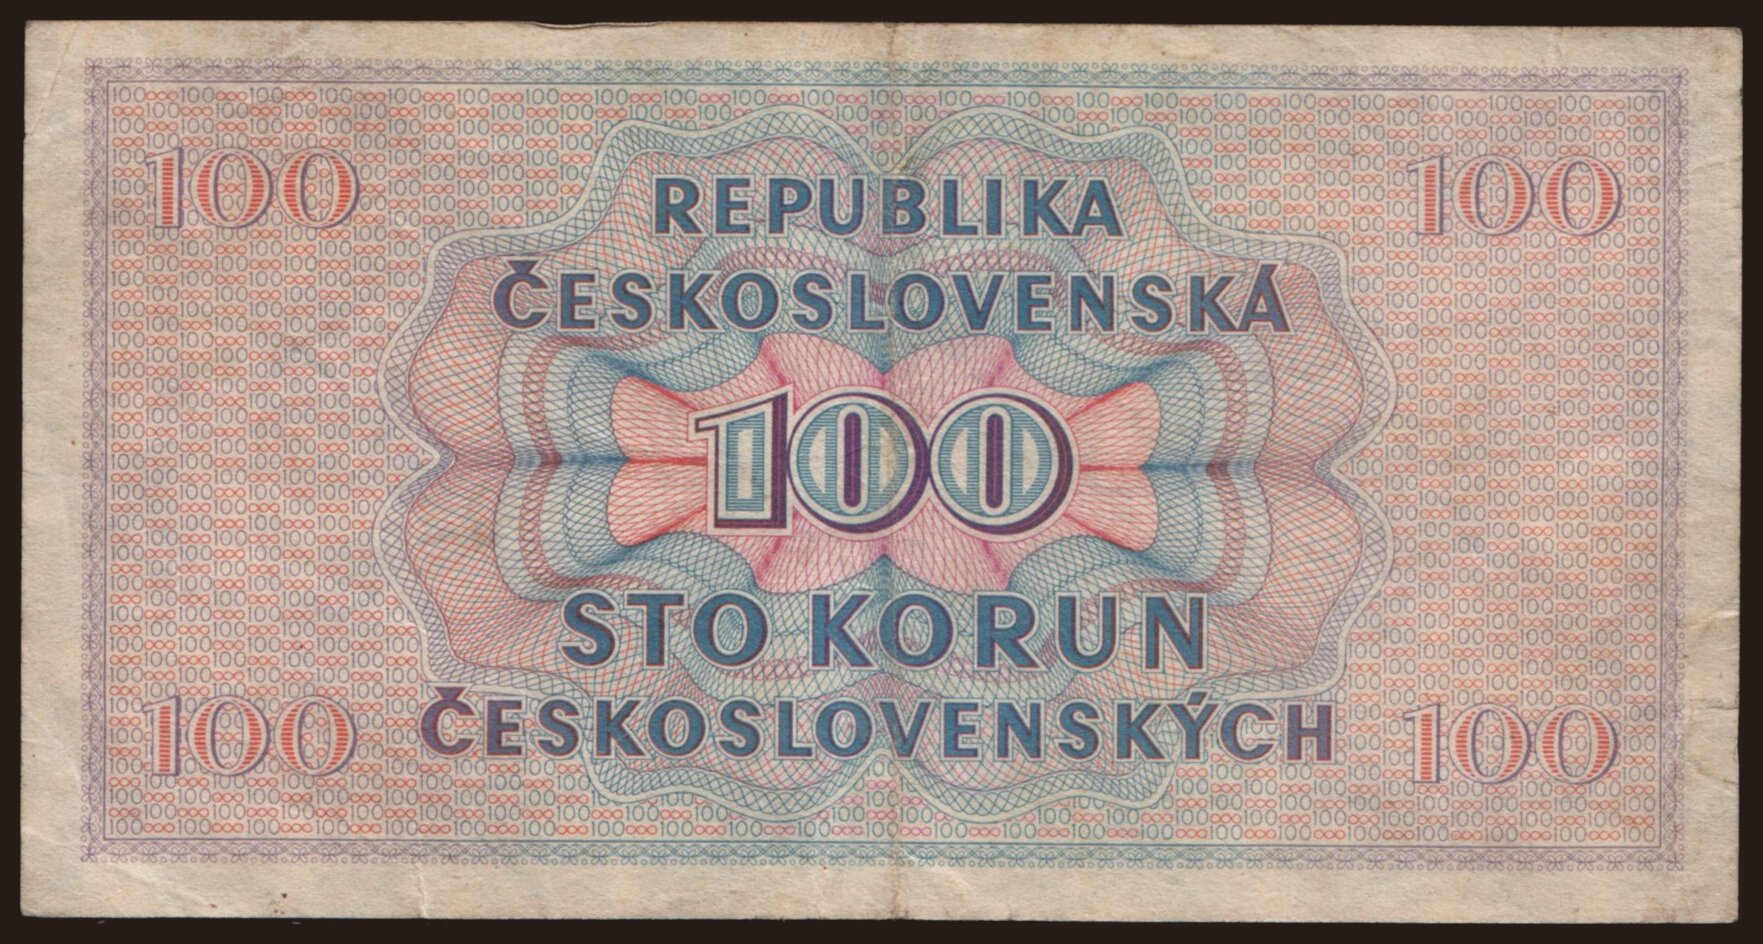 100 100
REPUBLIKA
ČESKOSLOVENSKÁ
100
STO KORUN
ČESKOSLOVENSKÝCH
100 100